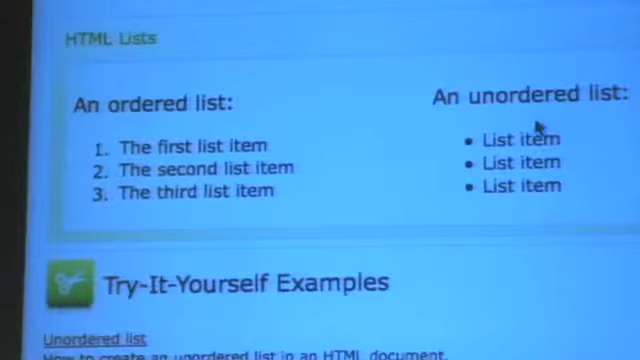 HTML Lists
An ordered list:
1. The first list item
2. The second list item
3. The third list item
An unordered list:
• List item
• List item
• List item
Try-It-Yourself Examples
Unordered list
How to create an unordered list in an HTML document.